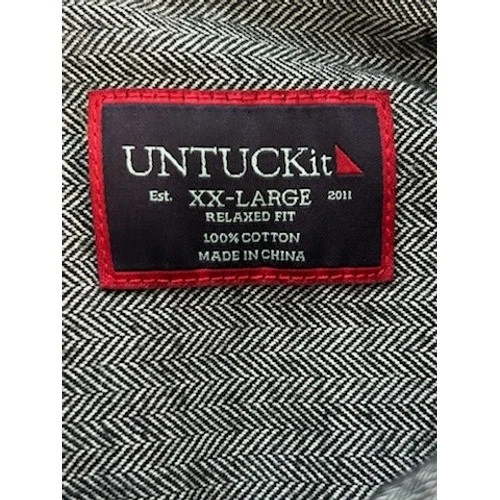 UNTUCKit
Est. XX-LARGE 2011
RELAXED FIT
100% COTTON
MADE IN CHINA